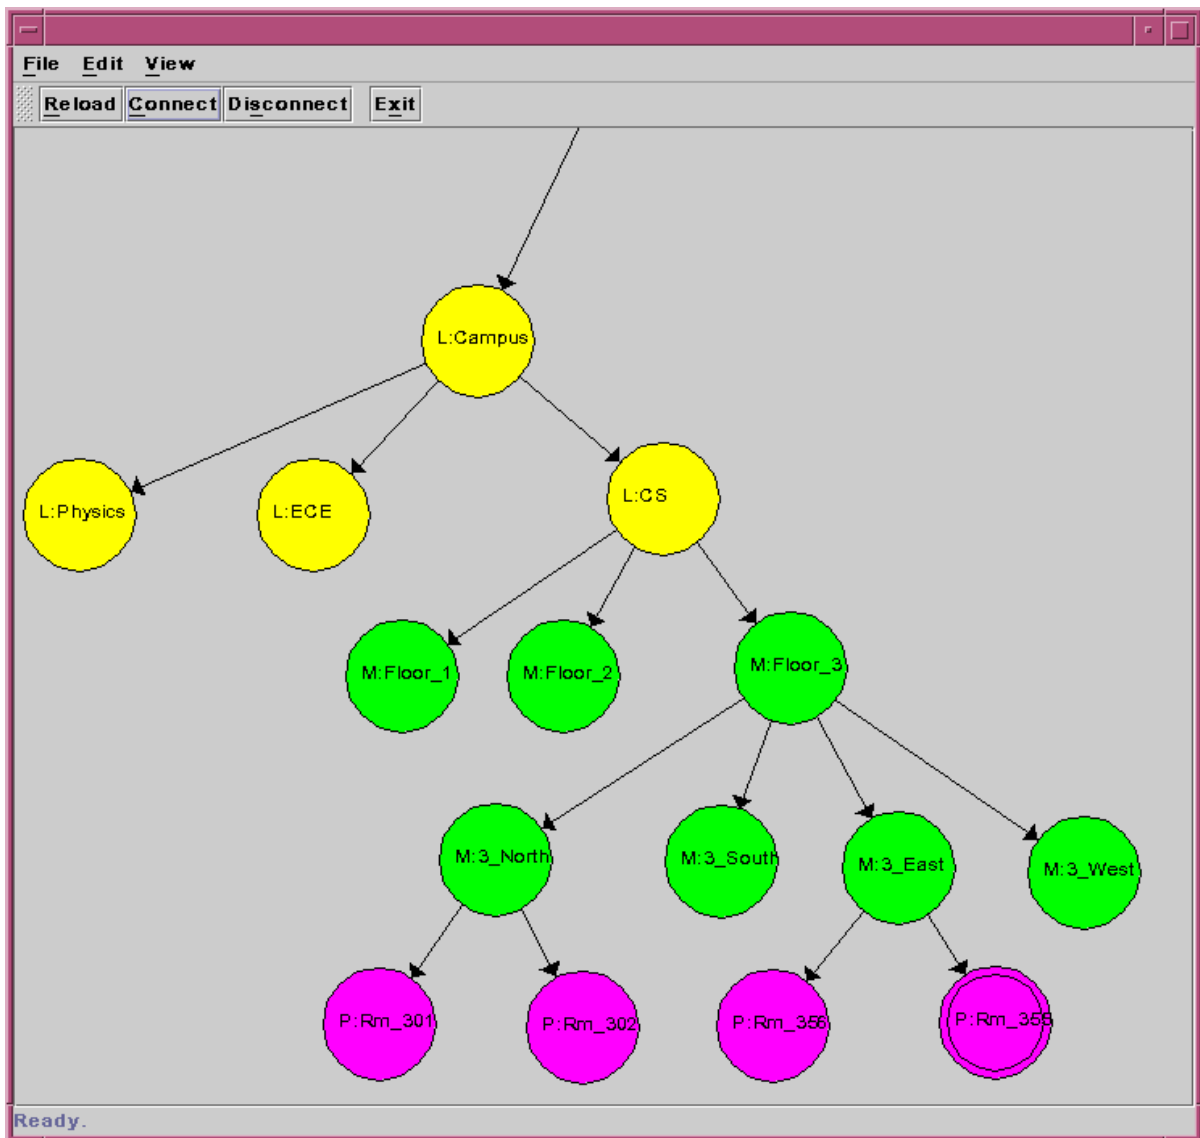 File Edit View
Reload Connect Disconnect Exit
L:Campus
L:Physics
L:ECE
L:CS
M:Floor_1
M:Floor_2
M:Floor_3
M:3_North
M:3_South
M:3_East
M:3_West
P:Rm_301
P:Rm_302
P:Rm_356
Ready.